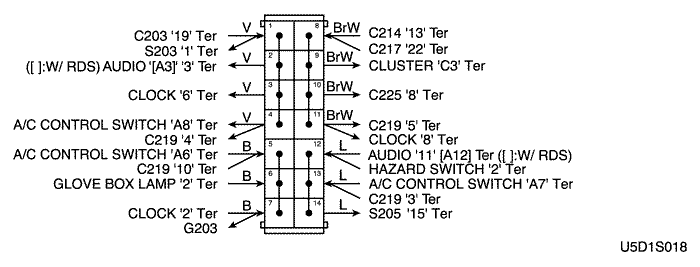 C203 '19' Ter V 1 8 BrW C214 '13' Ter
S203 '1' Ter C217 '22' Ter
([ ]:W/ RDS) AUDIO '[A3]' '3' Ter V 2 9 BrW CLUSTER 'C3' Ter
CLOCK '6' Ter V 3 10 BrW C225 '8' Ter
A/C CONTROL SWITCH 'A8' Ter V 4 11 BrW C219 '5' Ter
C219 '4' Ter CLOCK '8' Ter
A/C CONTROL SWITCH 'A6' Ter B 5 12 L AUDIO '11' [A12] Ter ([ ]:W/ RDS)
C219 '10' Ter HAZARD SWITCH '2' Ter
GLOVE BOX LAMP '2' Ter B 6 13 L A/C CONTROL SWITCH 'A7' Ter
C219 '3' Ter
CLOCK '2' Ter B 7 14 L S205 '15' Ter
G203
U5D1S018